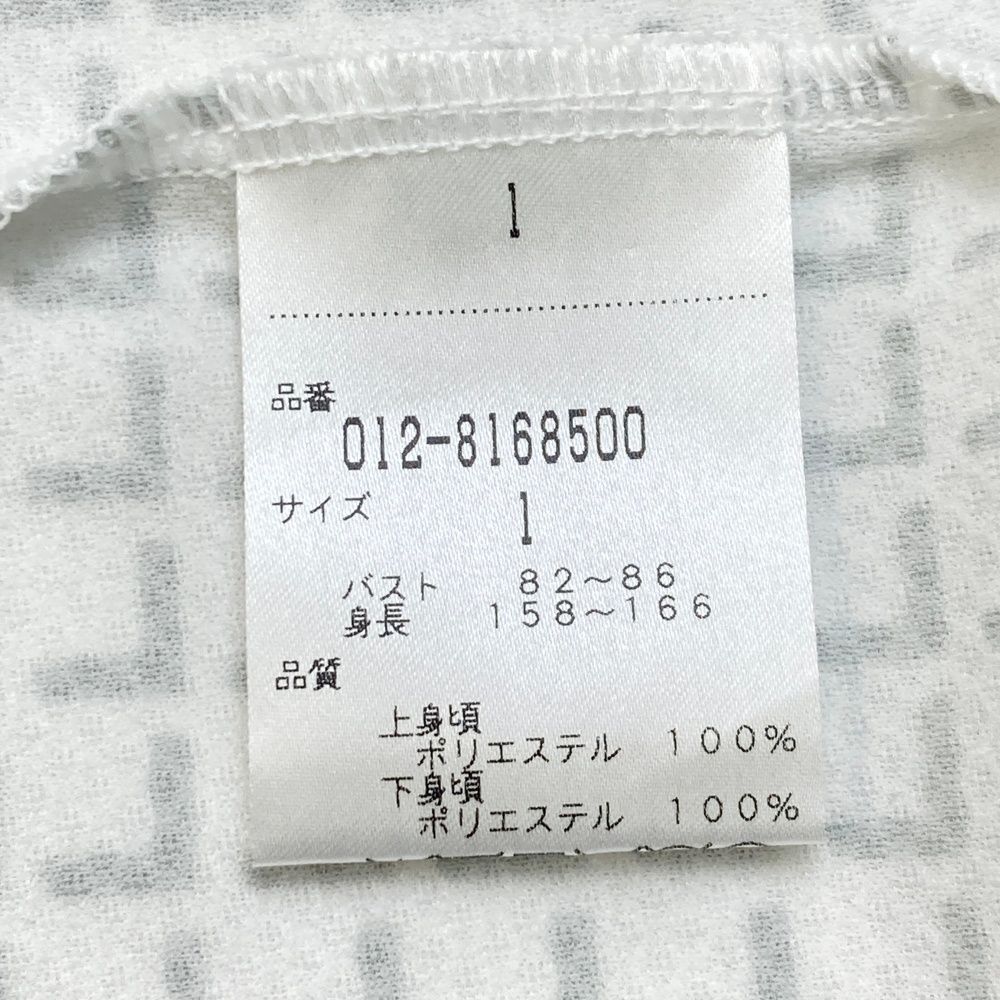 1
品番
012-8168500
サイズ 1
バスト 82～86
身長 158～166
品質
上身頃
ポリエステル 100%
下身頃
ポリエステル 100%